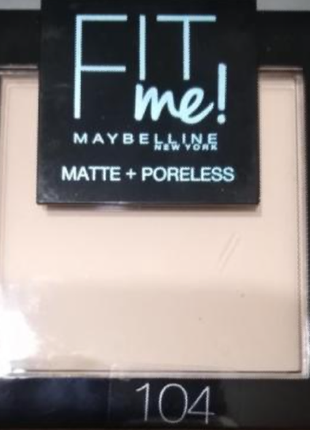 FIT
me!
MAYBELLINE
NEW YORK
MATTE + PORELESS
104